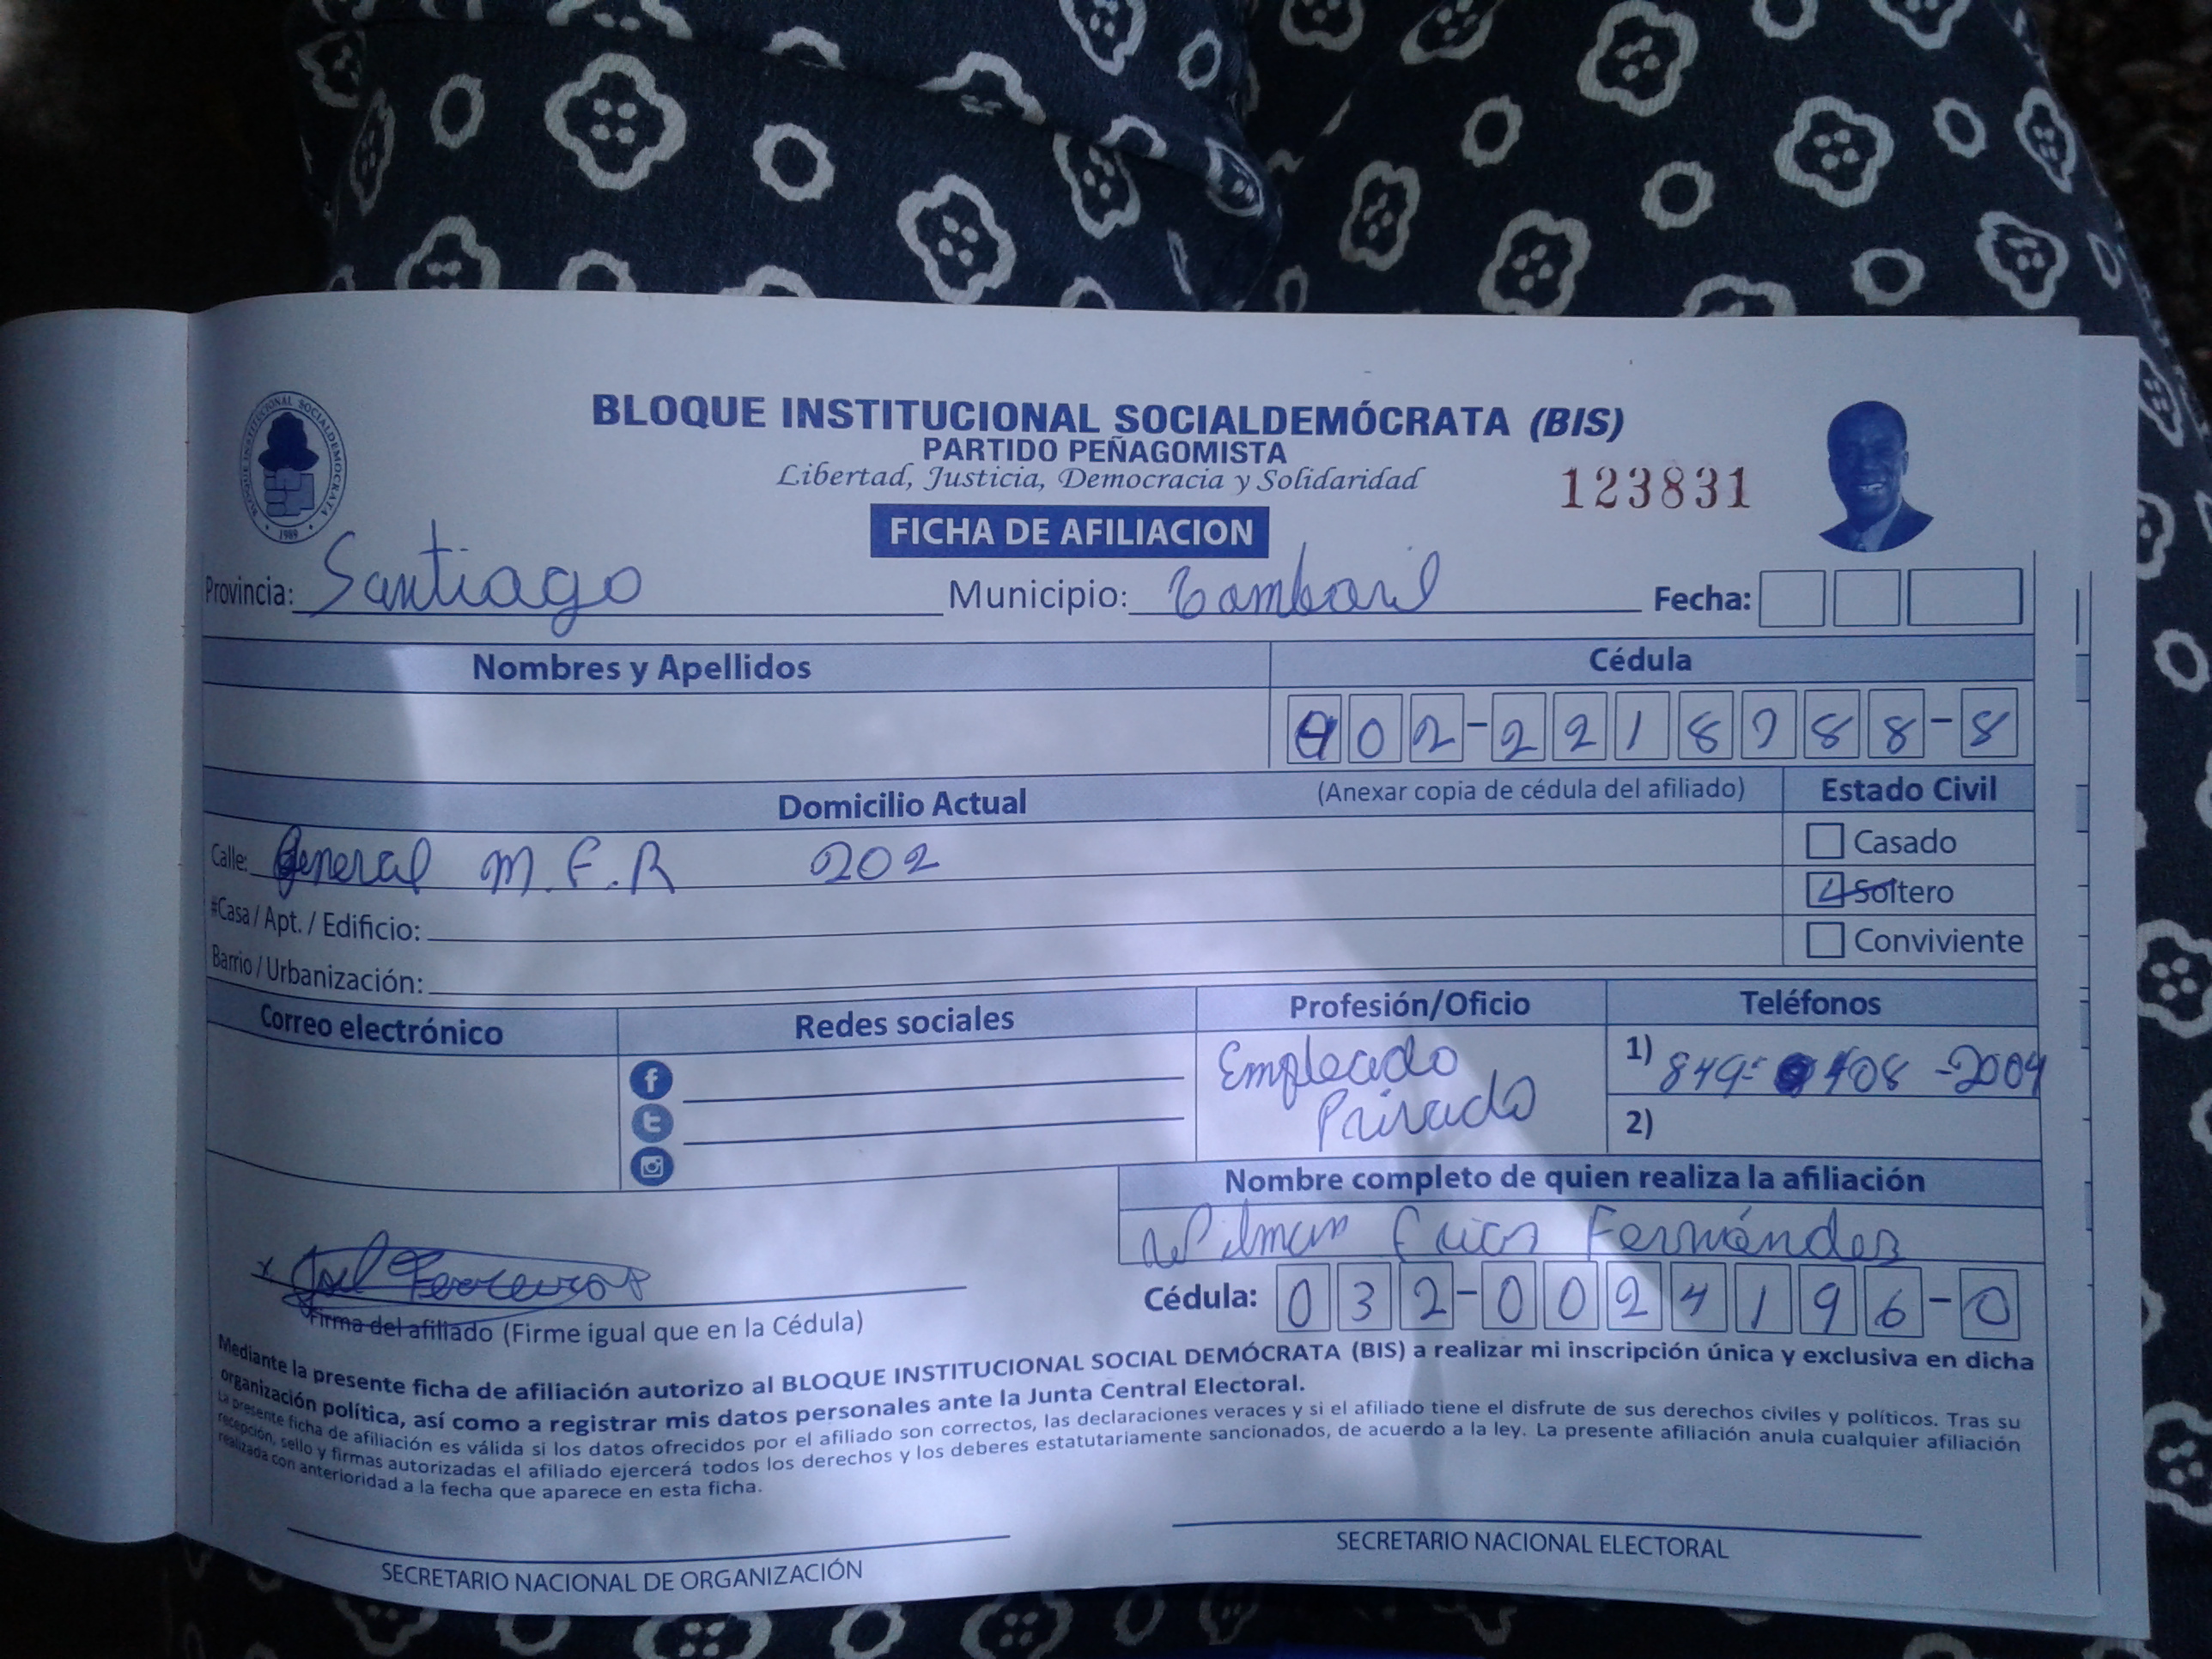 BLOQUE INSTITUCIONAL SOCIALDEMÓCRATA (BIS)
PARTIDO PEÑAGOMISTA
Libertad, Justicia, Democracia y Solidaridad
123831
BLOQUE INSTITUCIONAL SOCIALDEMOCRATA
1989
FICHA DE AFILIACION
Provincia: Santiago Municipio: Tamboril Fecha:
Nombres y Apellidos Cédula
402-2218788-8
Domicilio Actual (Anexar copia de cédula del afiliado) Estado Civil
Calle: General M.F.R 202
Casado
Soltero
Conviviente
#Casa / Apt. / Edificio:
Barrio / Urbanización:
Correo electrónico Redes sociales Profesión/Oficio Teléfonos
Empleado
Privado
1) 849- 408-2004
2)
Nombre completo de quien realiza la afiliación
Fernández
Cédula: 032-0024196-0
Firma del afiliado (Firme igual que en la Cédula)
Mediante la presente ficha de afiliación autorizo al BLOQUE INSTITUCIONAL SOCIAL DEMÓCRATA (BIS) a realizar mi inscripción única y exclusiva en dicha
organización política, así como a registrar mis datos personales ante la Junta Central Electoral.
La presente ficha de afiliación es válida si los datos ofrecidos por el afiliado son correctos, las declaraciones veraces y si el afiliado tiene el disfrute de sus derechos civiles y políticos. Tras su
recepción, sello y firmas autorizadas el afiliado ejercerá todos los derechos y los deberes estatutariamente sancionados, de acuerdo a la ley. La presente afiliación anula cualquier afiliación
realizada con anterioridad a la fecha que aparece en esta ficha.
SECRETARIO NACIONAL DE ORGANIZACIÓN
SECRETARIO NACIONAL ELECTORAL